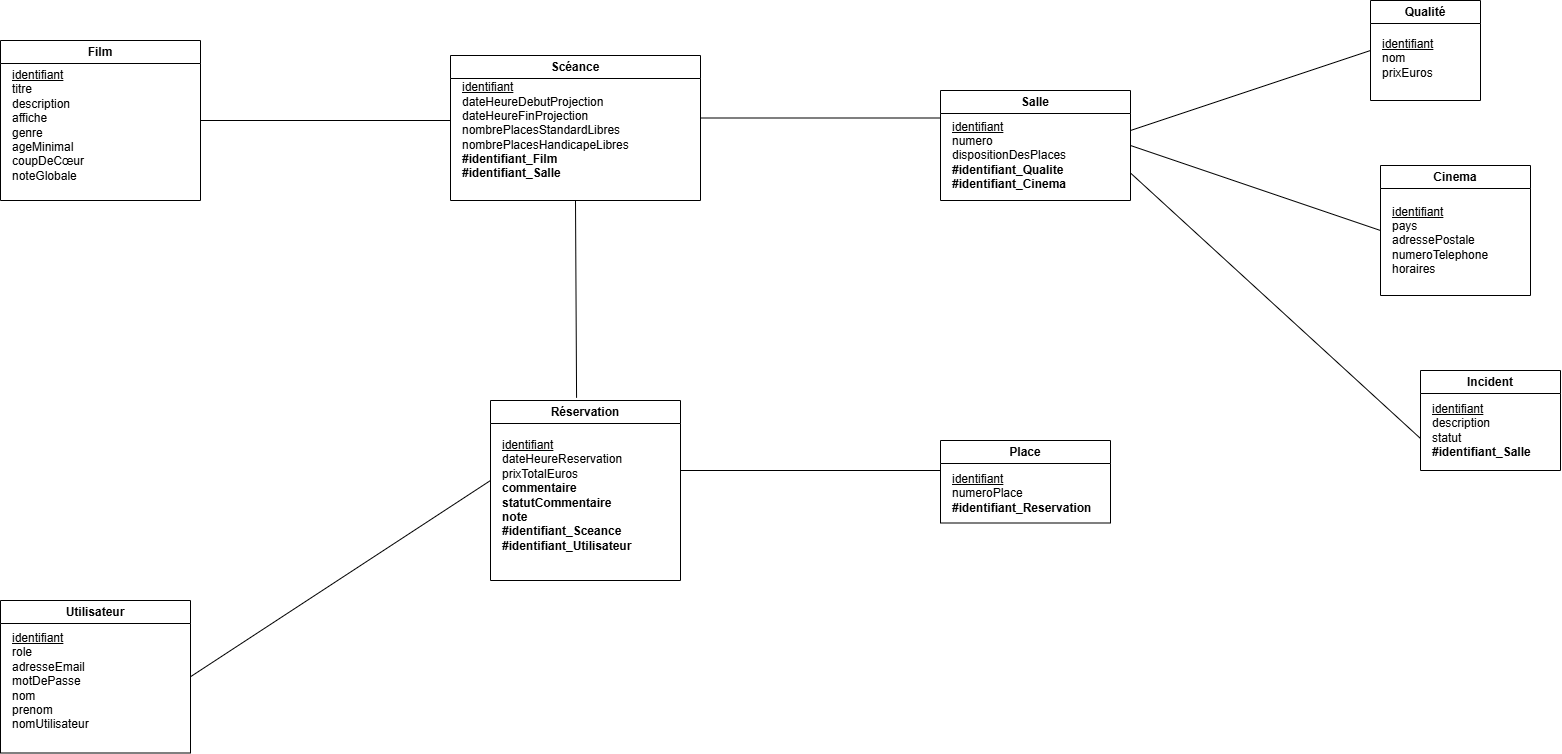 Film
identifiant
titre
description
affiche
genre
ageMinimal
coupDeCœur
noteGlobale
Scéance
identifiant
dateHeureDebutProjection
dateHeureFinProjection
nombrePlacesStandardLibres
nombrePlacesHandicapeLibres
#identifiant_Film
#identifiant_Salle
Salle
identifiant
numero
dispositionDesPlaces
#identifiant_Qualite
#identifiant_Cinema
Qualité
identifiant
nom
prixEuros
Cinema
identifiant
pays
adressePostale
numeroTelephone
horaires
Incident
identifiant
description
statut
#identifiant_Salle
Réservation
identifiant
dateHeureReservation
prixTotalEuros
commentaire
statutCommentaire
note
#identifiant_Sceance
#identifiant_Utilisateur
Place
identifiant
numeroPlace
#identifiant_Reservation
Utilisateur
identifiant
role
adresseEmail
motDePasse
nom
prenom
nomUtilisateur